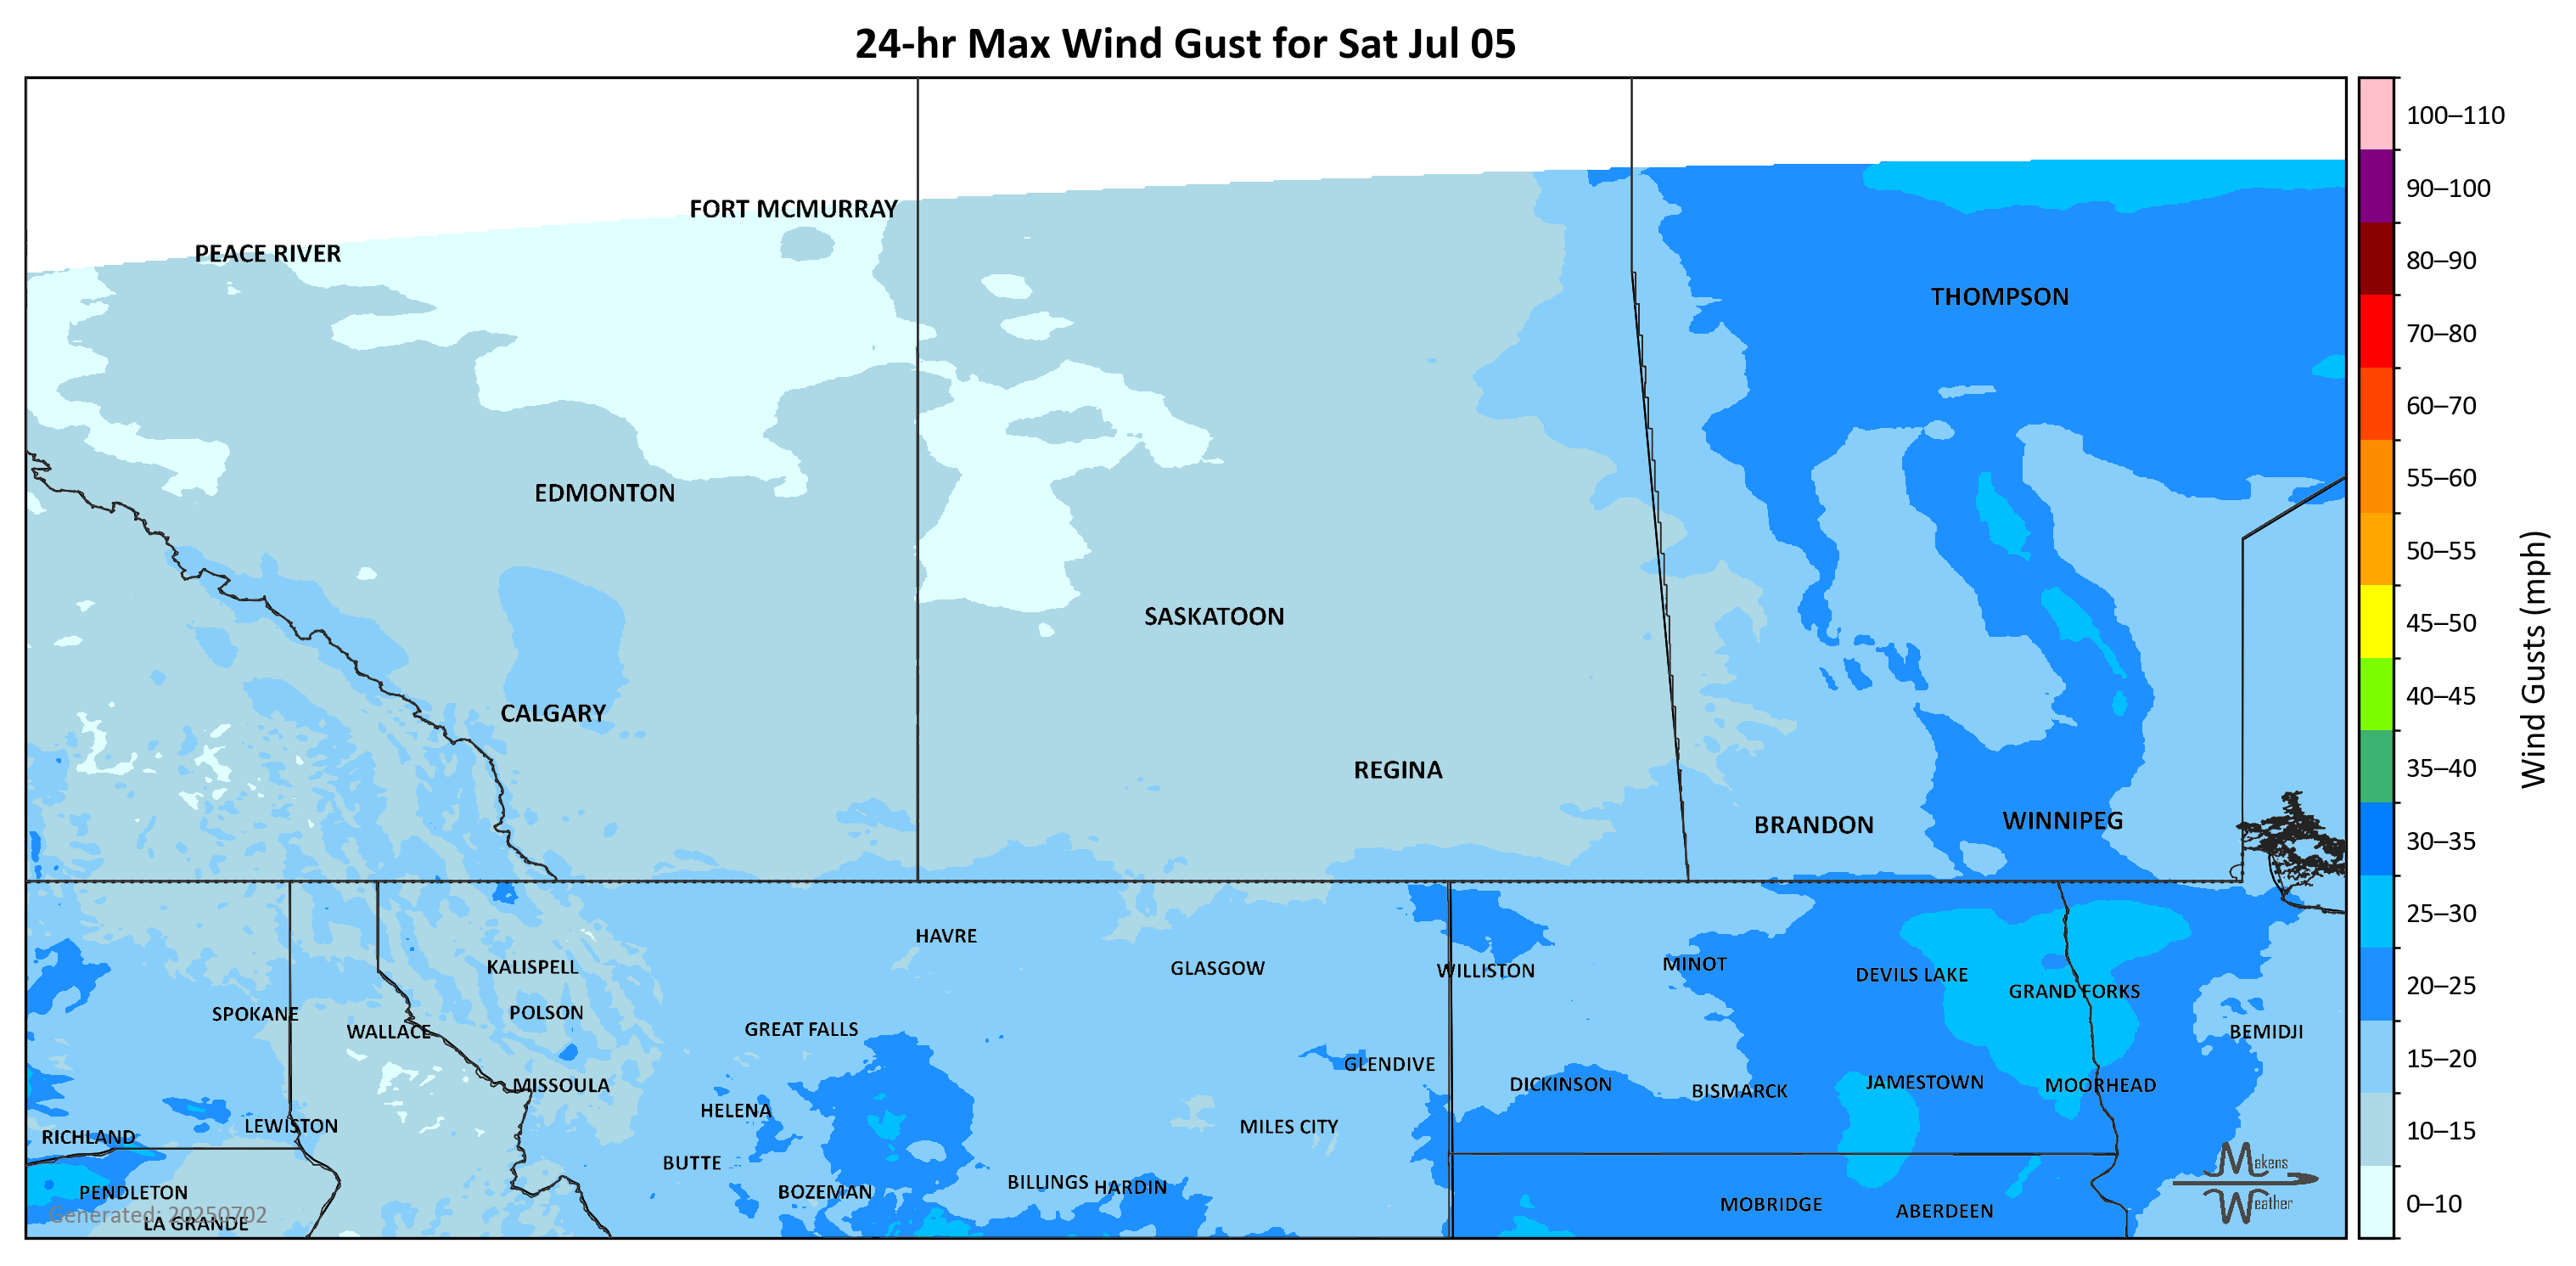 24-hr Max Wind Gust for Sat Jul 05
100–110
90–100
80–90
70–80
60–70
55–60
50–55
45–50
40–45
35–40
30–35
25–30
20–25
15–20
10–15
0–10
Wind Gusts (mph)
FORT MCMURRAY
PEACE RIVER
THOMPSON
EDMONTON
SASKATOON
CALGARY
REGINA
WINNIPEG
BRANDON
HAVRE
MINOT
KALISPELL
GLASGOW
WILLISTON
DEVILS LAKE
GRAND FORKS
POLSON
SPOKANE
GREAT FALLS
WALLACE
BEMIDJI
GLENDIVE
JAMESTOWN
DICKINSON
MISSOULA
MOORHEAD
BISMARCK
HELENA
LEWISTON
MILES CITY
RICHLAND
BUTTE
BILLINGS
HARDIN
PENDLETON
BOZEMAN
MOBRIDGE
ABERDEEN
Generated: 20250702
LA GRANDE
Makens
Weather